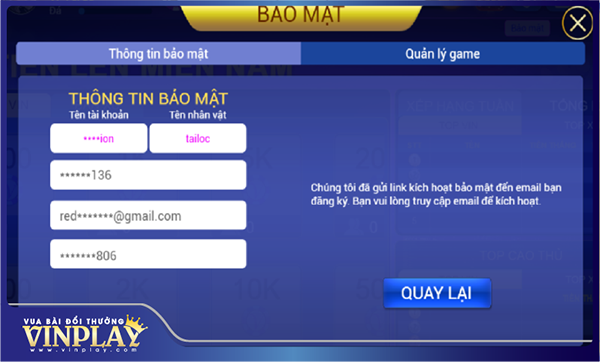 BẢO MẬT
Thông tin bảo mật
Quản lý game
THÔNG TIN BẢO MẬT
Tên tài khoản
Tên nhân vật
****ion
tailoc
******136
red*******@gmail.com
*******806
Chúng tôi đã gửi link kích hoạt bảo mật đến email bạn
đăng ký. Bạn vui lòng truy cập email để kích hoạt.
QUAY LẠI
VUA BÀI ĐỔI THƯỞNG
VINPLAY
www.vinplay.com